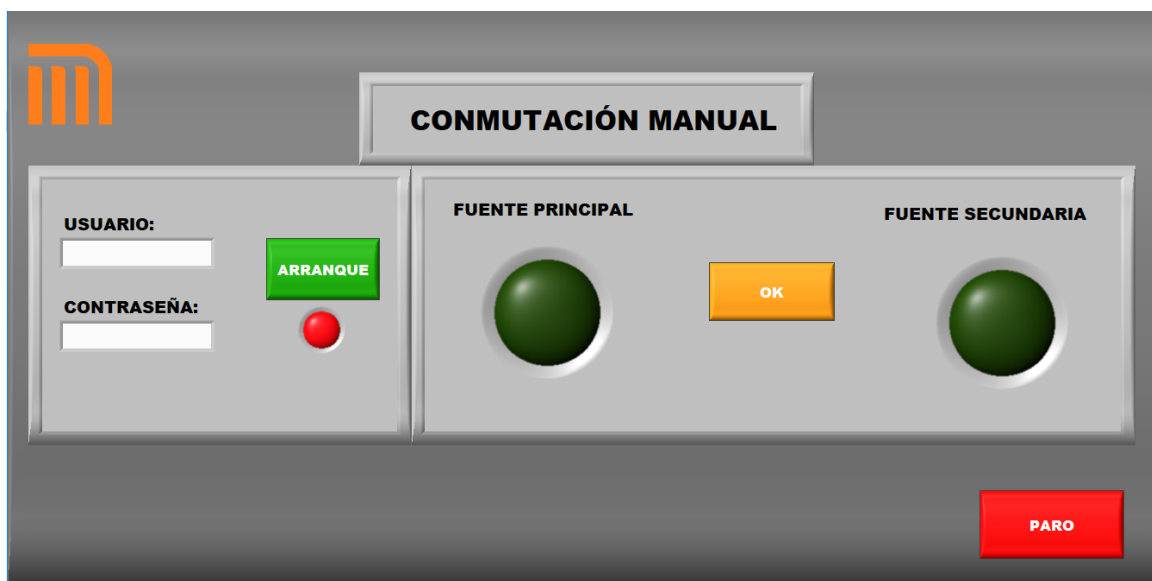 CONMUTACIÓN MANUAL
USUARIO:
ARRANQUE
CONTRASEÑA:
FUENTE PRINCIPAL
OK
FUENTE SECUNDARIA
PARO